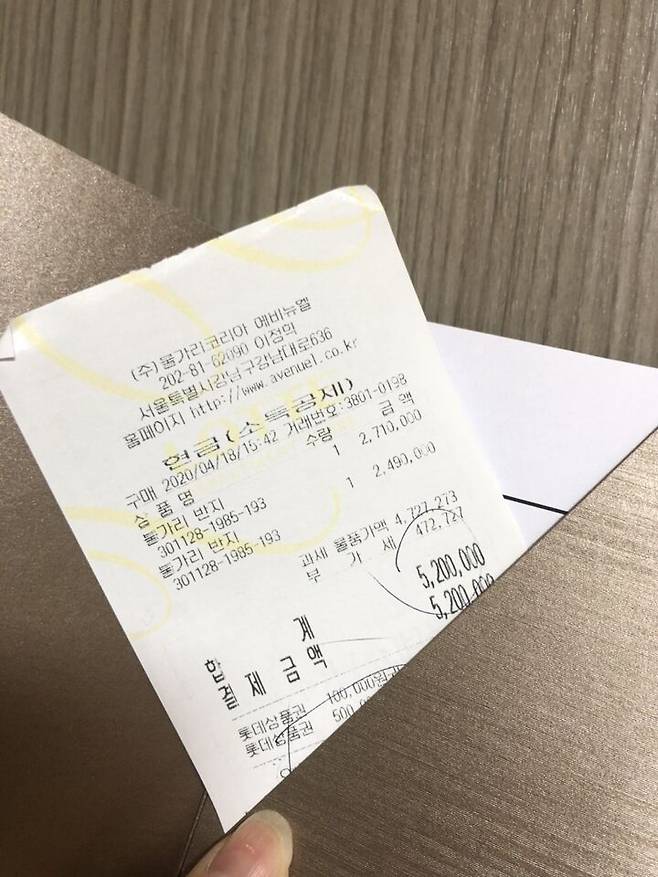 (주)불가리코리아 에비뉴엘
202-81-62090 이정학
서울특별시강남구강남대로636
홈페이지 http://www.avenuel.co.kr
현금(소득공제)
구매 2020/04/18/15:42 거래번호:3801-0198
상 품 명 수량 금 액
불가리 반지 1 2,710,000
301128-1985-193
불가리 반지 1 2,490,000
301128-1985-193
과세 물품가액 4,727,273
부 가 세 472,727
합 계 5,200,000
결 제 금 액 5,200,000
롯데상품권 100,000원
롯데상품권 500,